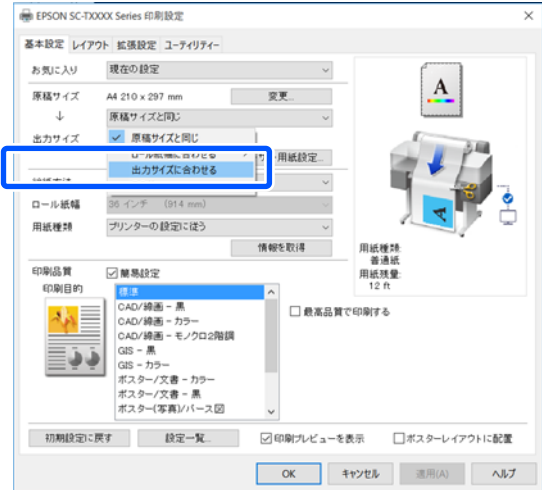 EPSON SC-TXXXX Series 印刷設定
基本設定 レイアウト 拡張設定 ユーティリティー
お気に入り 現在の設定
原稿サイズ A4 210 x 297 mm 変更...
↓ 原稿サイズと同じ
出力サイズ 原稿サイズと同じ
ロール紙幅に合わせる 用紙設定...
出力サイズに合わせる
ロール紙幅 36 インチ (914 mm)
用紙種類 プリンターの設定に従う
情報を取得
用紙種類:
普通紙
用紙残量:
12 ft
印刷品質 簡易設定
印刷目的 標準
CAD/線画 - 黒
CAD/線画 - カラー
CAD/線画 - モノクロ2階調
GIS - 黒
GIS - カラー
ポスター/文書 - カラー
ポスター/文書 - 黒
ポスター(写真)/パース図
最高品質で印刷する
初期設定に戻す 設定一覧... 印刷プレビューを表示 ポスターレイアウトに配置
OK キャンセル 適用(A) ヘルプ
A
A